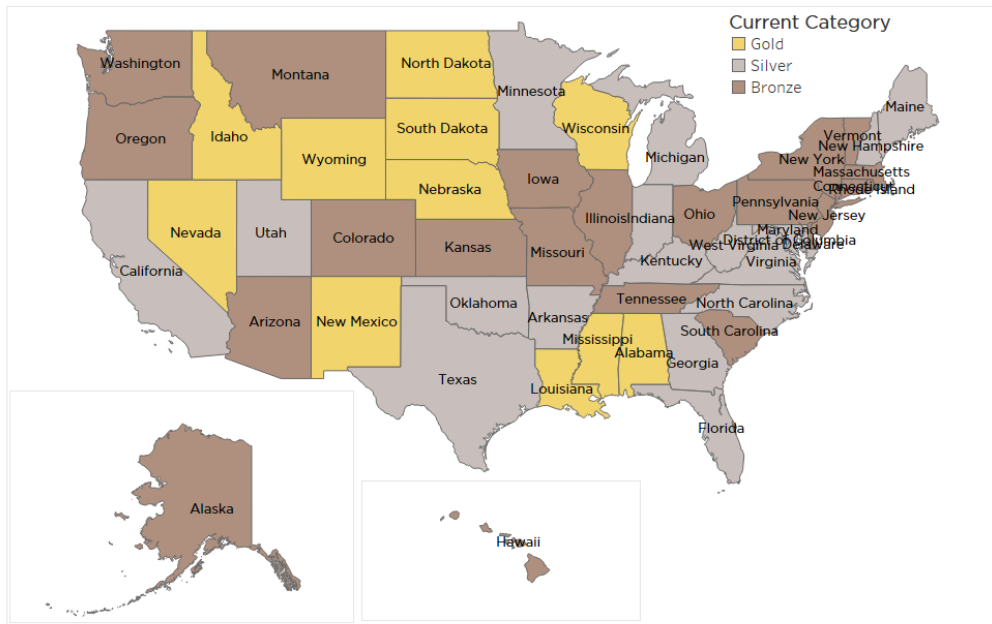 Current Category
Gold
Silver
Bronze
Washington
Montana
North Dakota
Minnesota
Maine
Oregon
Idaho
South Dakota
Wisconsin
Vermont
New Hampshire
Wyoming
Michigan
New York
Massachusetts
Connecticut
Rhode Island
Nebraska
Iowa
Pennsylvania
New Jersey
Nevada
Utah
Colorado
Kansas
Missouri
Illinois
Indiana
Ohio
Maryland
District of Columbia
West Virginia
Delaware
California
Kentucky
Virginia
Arizona
New Mexico
Oklahoma
Arkansas
Tennessee
North Carolina
South Carolina
Mississippi
Alabama
Georgia
Texas
Louisiana
Florida
Alaska
Hawaii